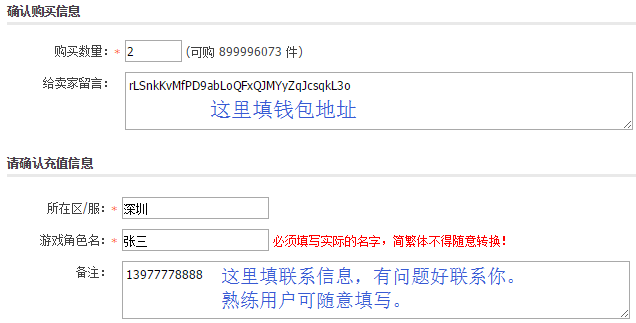 确认购买信息
购买数量：* 2 (可购 899996073 件)
给卖家留言： rLSnkKvMfPD9abLoQFxQJMYyZqJcsqkL3o
这里填钱包地址
请确认充值信息
所在区/服：* 深圳
游戏角色名：* 张三 必须填写实际的名字，简繁体不得随意转换！
备注： 13977778888 这里填联系信息，有问题好联系你。
熟练用户可随意填写。